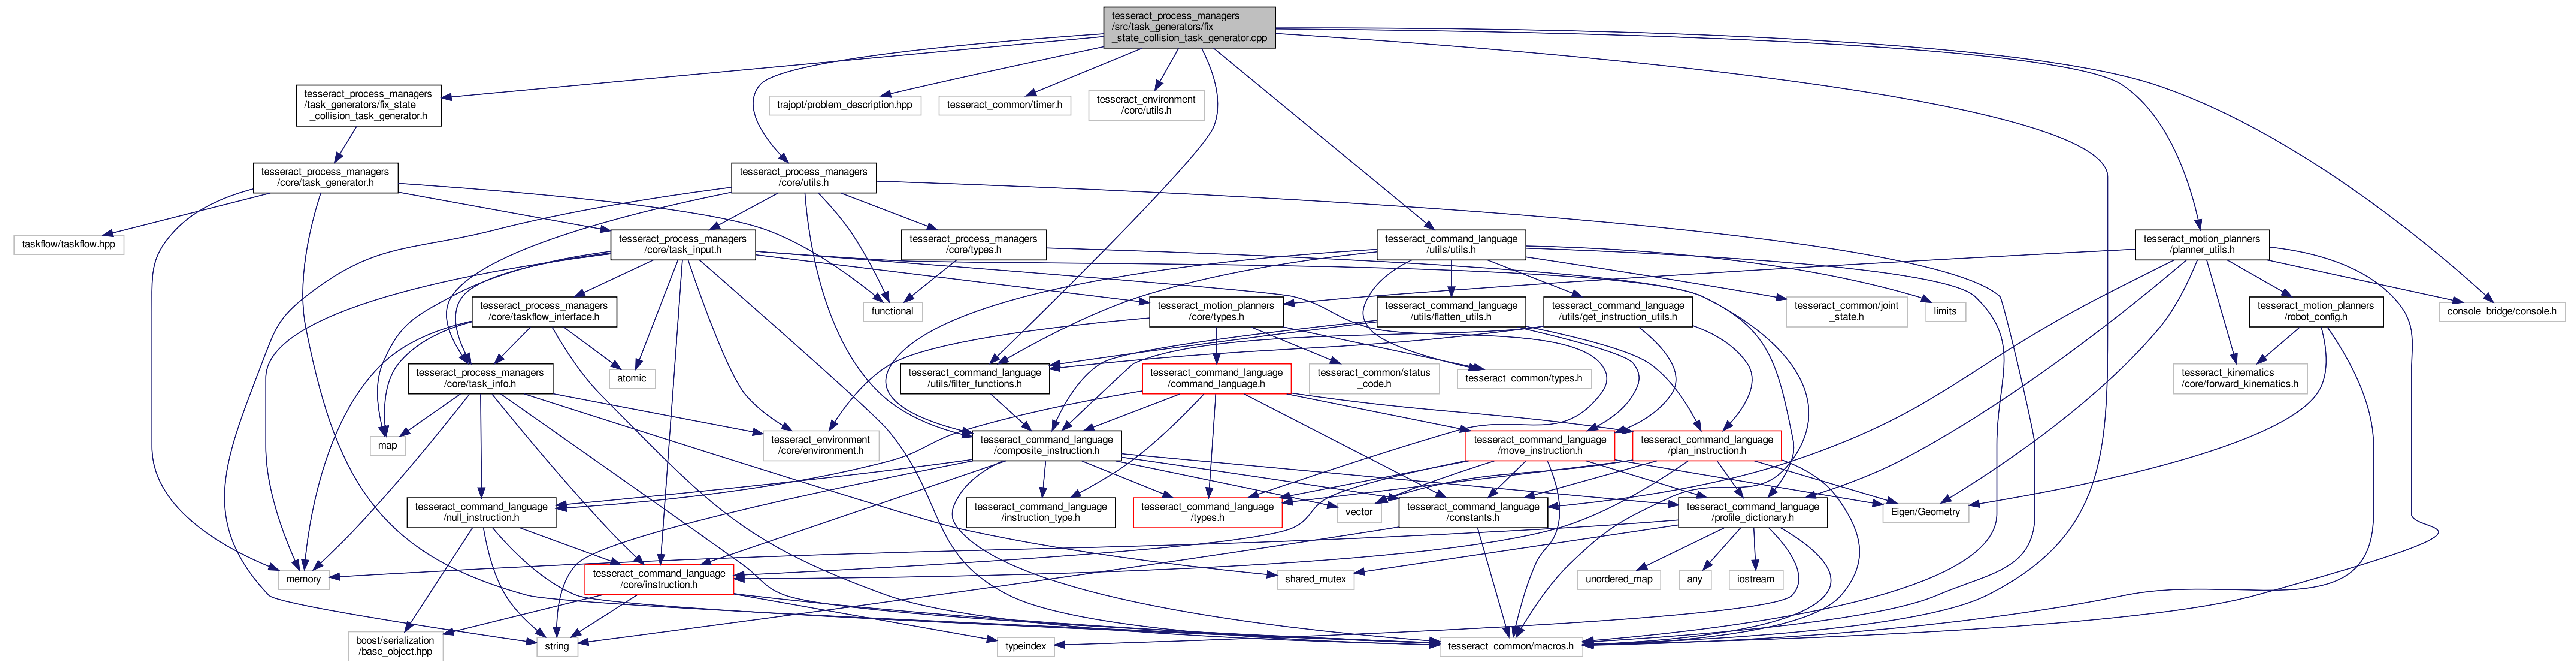 tesseract_process_managers
/src/task_generators/fix
_state_collision_task_generator.cpp
tesseract_process_managers
/task_generators/fix_state
_collision_task_generator.h
trajopt/problem_description.hpp
tesseract_common/timer.h
tesseract_environment
/core/utils.h
tesseract_process_managers
/core/task_generator.h
tesseract_process_managers
/core/utils.h
taskflow/taskflow.hpp
tesseract_process_managers
/core/task_input.h
tesseract_process_managers
/core/types.h
tesseract_command_language
/utils/utils.h
tesseract_motion_planners
/planner_utils.h
tesseract_process_managers
/core/taskflow_interface.h
functional
tesseract_motion_planners
/core/types.h
tesseract_command_language
/utils/flatten_utils.h
tesseract_command_language
/utils/get_instruction_utils.h
tesseract_common/joint
_state.h
limits
tesseract_motion_planners
/robot_config.h
console_bridge/console.h
tesseract_process_managers
/core/task_info.h
atomic
tesseract_command_language
/utils/filter_functions.h
tesseract_command_language
/command_language.h
tesseract_common/status
_code.h
tesseract_common/types.h
tesseract_kinematics
/core/forward_kinematics.h
map
tesseract_environment
/core/environment.h
tesseract_command_language
/composite_instruction.h
tesseract_command_language
/move_instruction.h
tesseract_command_language
/plan_instruction.h
tesseract_command_language
/null_instruction.h
tesseract_command_language
/instruction_type.h
tesseract_command_language
/types.h
vector
tesseract_command_language
/constants.h
tesseract_command_language
/profile_dictionary.h
Eigen/Geometry
memory
tesseract_command_language
/core/instruction.h
shared_mutex
unordered_map
any
iostream
boost/serialization
/base_object.hpp
string
typeindex
tesseract_common/macros.h